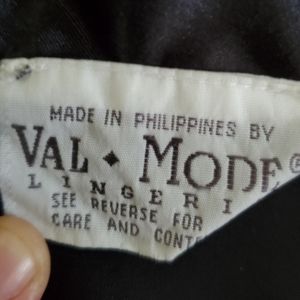 MADE IN PHILIPPINES BY
VAL ♦ MODE®
LINGERI
SEE REVERSE FOR
CARE AND CONT